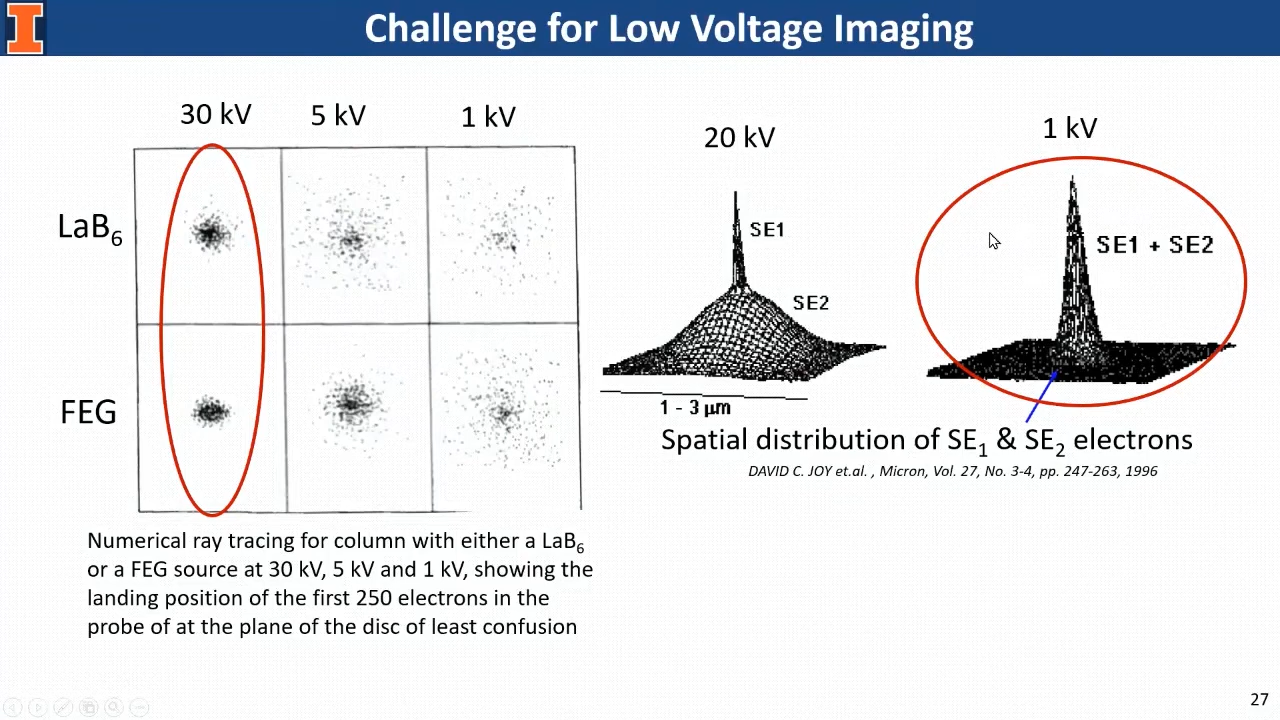 Challenge for Low Voltage Imaging
30 kV
5 kV
1 kV
LaB6
FEG
Numerical ray tracing for column with either a LaB6
or a FEG source at 30 kV, 5 kV and 1 kV, showing the
landing position of the first 250 electrons in the
probe of at the plane of the disc of least confusion
20 kV
SE1
SE2
1 - 3 μm
1 kV
SE1 + SE2
Spatial distribution of SE1 & SE2 electrons
DAVID C. JOY et.al. , Micron, Vol. 27, No. 3-4, pp. 247-263, 1996
27